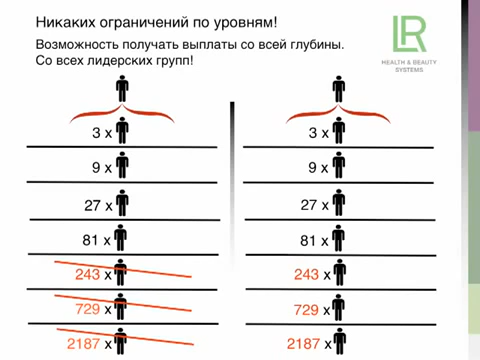 Никаких ограничений по уровням!
Возможность получать выплаты со всей глубины.
Со всех лидерских групп!
LR
HEALTH & BEAUTY
SYSTEMS
3 x
9 x
27 x
81 x
243 x
729 x
2187 x
3 x
9 x
27 x
81 x
243 x
729 x
2187 x